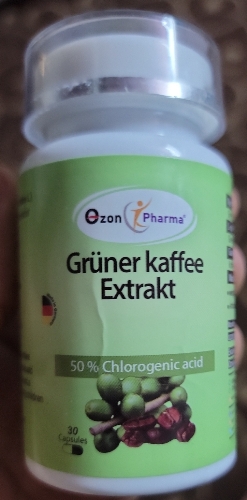 Ozon Pharma®
Grüner kaffee
Extrakt
50 % Chlorogenic acid
30
Capsules